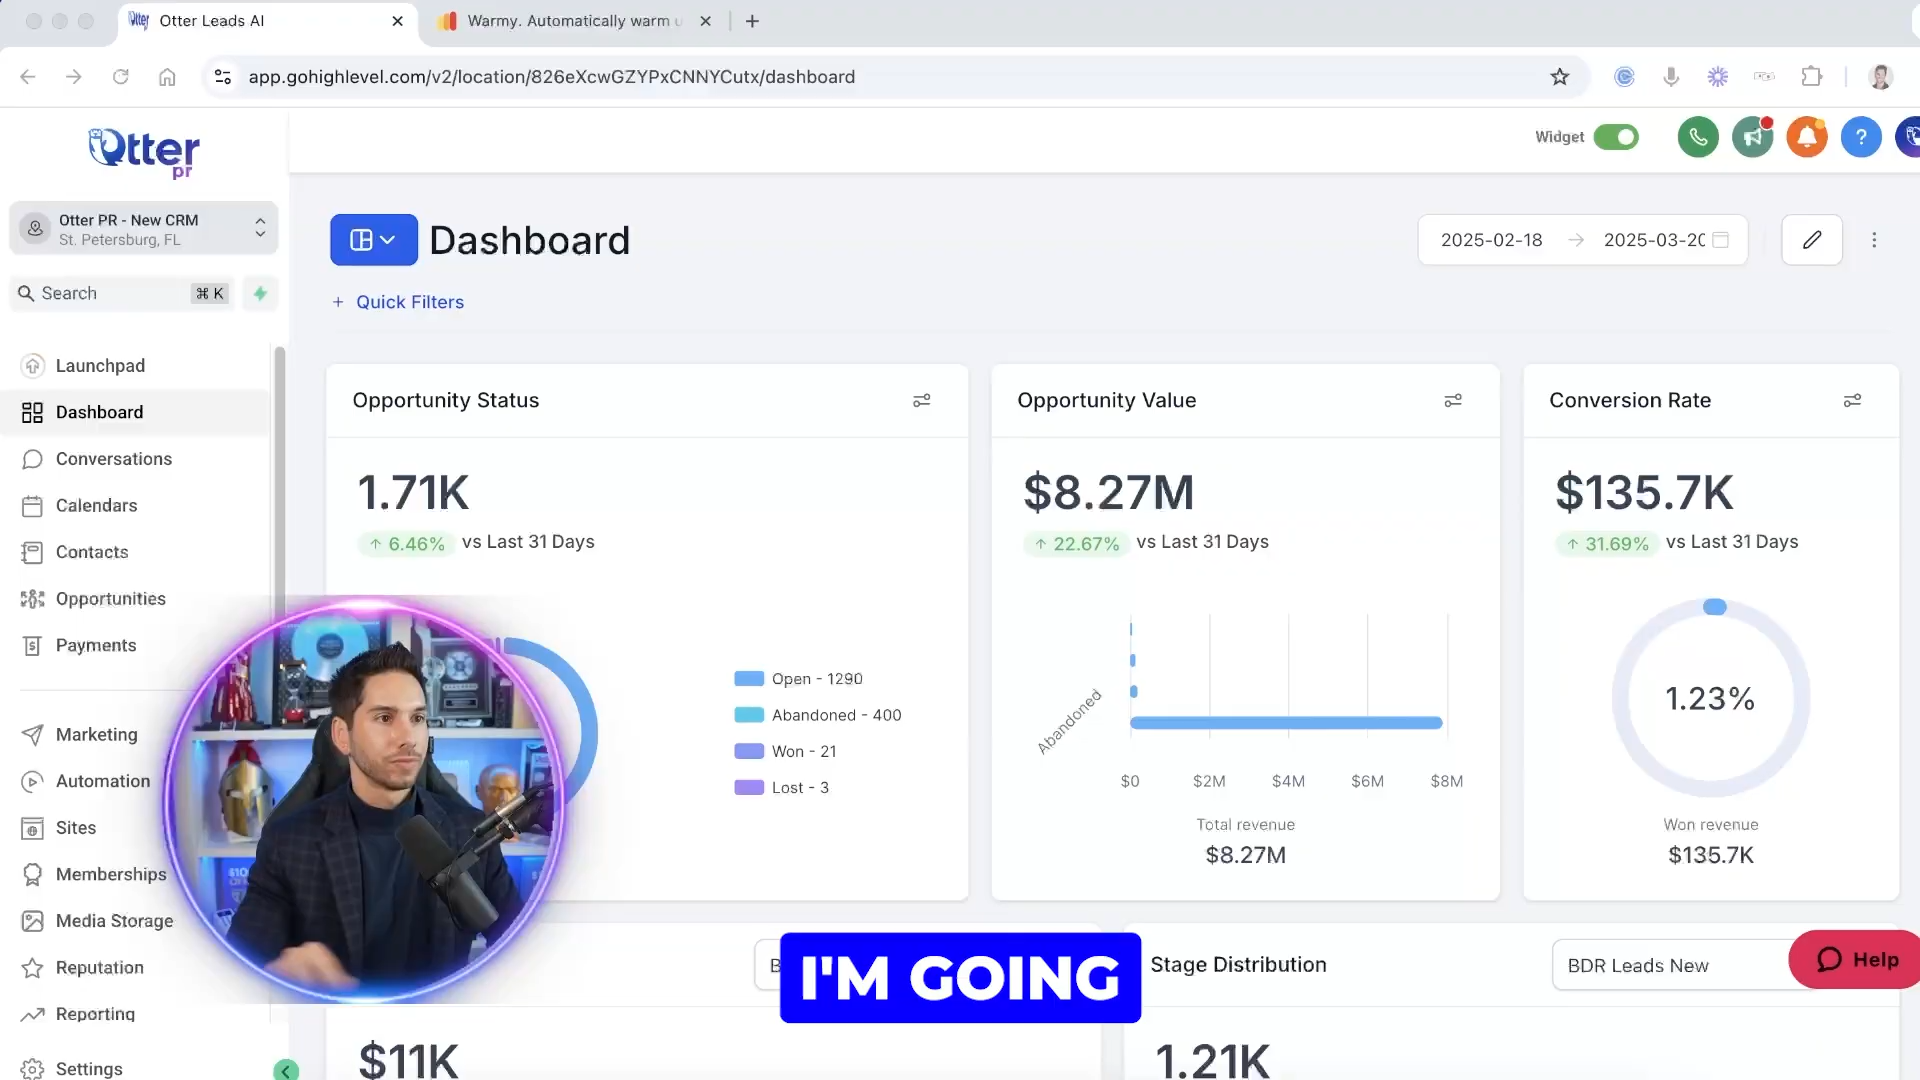 Otter Leads AI
Warmy. Automatically warm u
app.gohighlevel.com/v2/location/826eXcwGZYPxCNNYCutx/dashboard
Otter
pr
Widget
Otter PR - New CRM
St. Petersburg, FL
Search ⌘ K
Dashboard
2025-02-18 → 2025-03-20
+ Quick Filters
Launchpad
Dashboard
Conversations
Calendars
Contacts
Opportunities
Payments
Marketing
Automation
Sites
Memberships
Media Storage
Reputation
Reporting
Settings
Opportunity Status
1.71K
↑ 6.46% vs Last 31 Days
Open - 1290
Abandoned - 400
Won - 21
Lost - 3
Opportunity Value
$8.27M
↑ 22.67% vs Last 31 Days
Abandoned
$0 $2M $4M $6M $8M
Total revenue
$8.27M
Conversion Rate
$135.7K
↑ 31.69% vs Last 31 Days
1.23%
Won revenue
$135.7K
B
I'M GOING
Stage Distribution
BDR Leads New
Help
$11K
1.21K